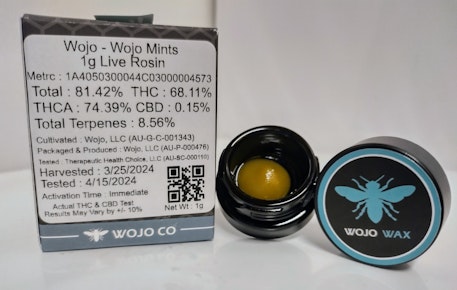 Wojo - Wojo Mints
1g Live Rosin
Metrc : 1A4050300044C03000004573
Total : 81.42% THC : 68.11%
THCA : 74.39% CBD : 0.15%
Total Terpenes : 8.56%
Cultivated : Wojo, LLC (AU-G-C-001343)
Packaged & Produced : Wojo, LLC (AU-P-000476)
Tested : Therapeutic Health Choice, LLC (AU-SC-000110)
Harvested : 3/25/2024
Tested : 4/15/2024
Activation Time : Immediate
Actual THC & CBD Test
Results May Vary by +/- 10%
Net Wt : 1g
WOJO CO
WOJO WAX